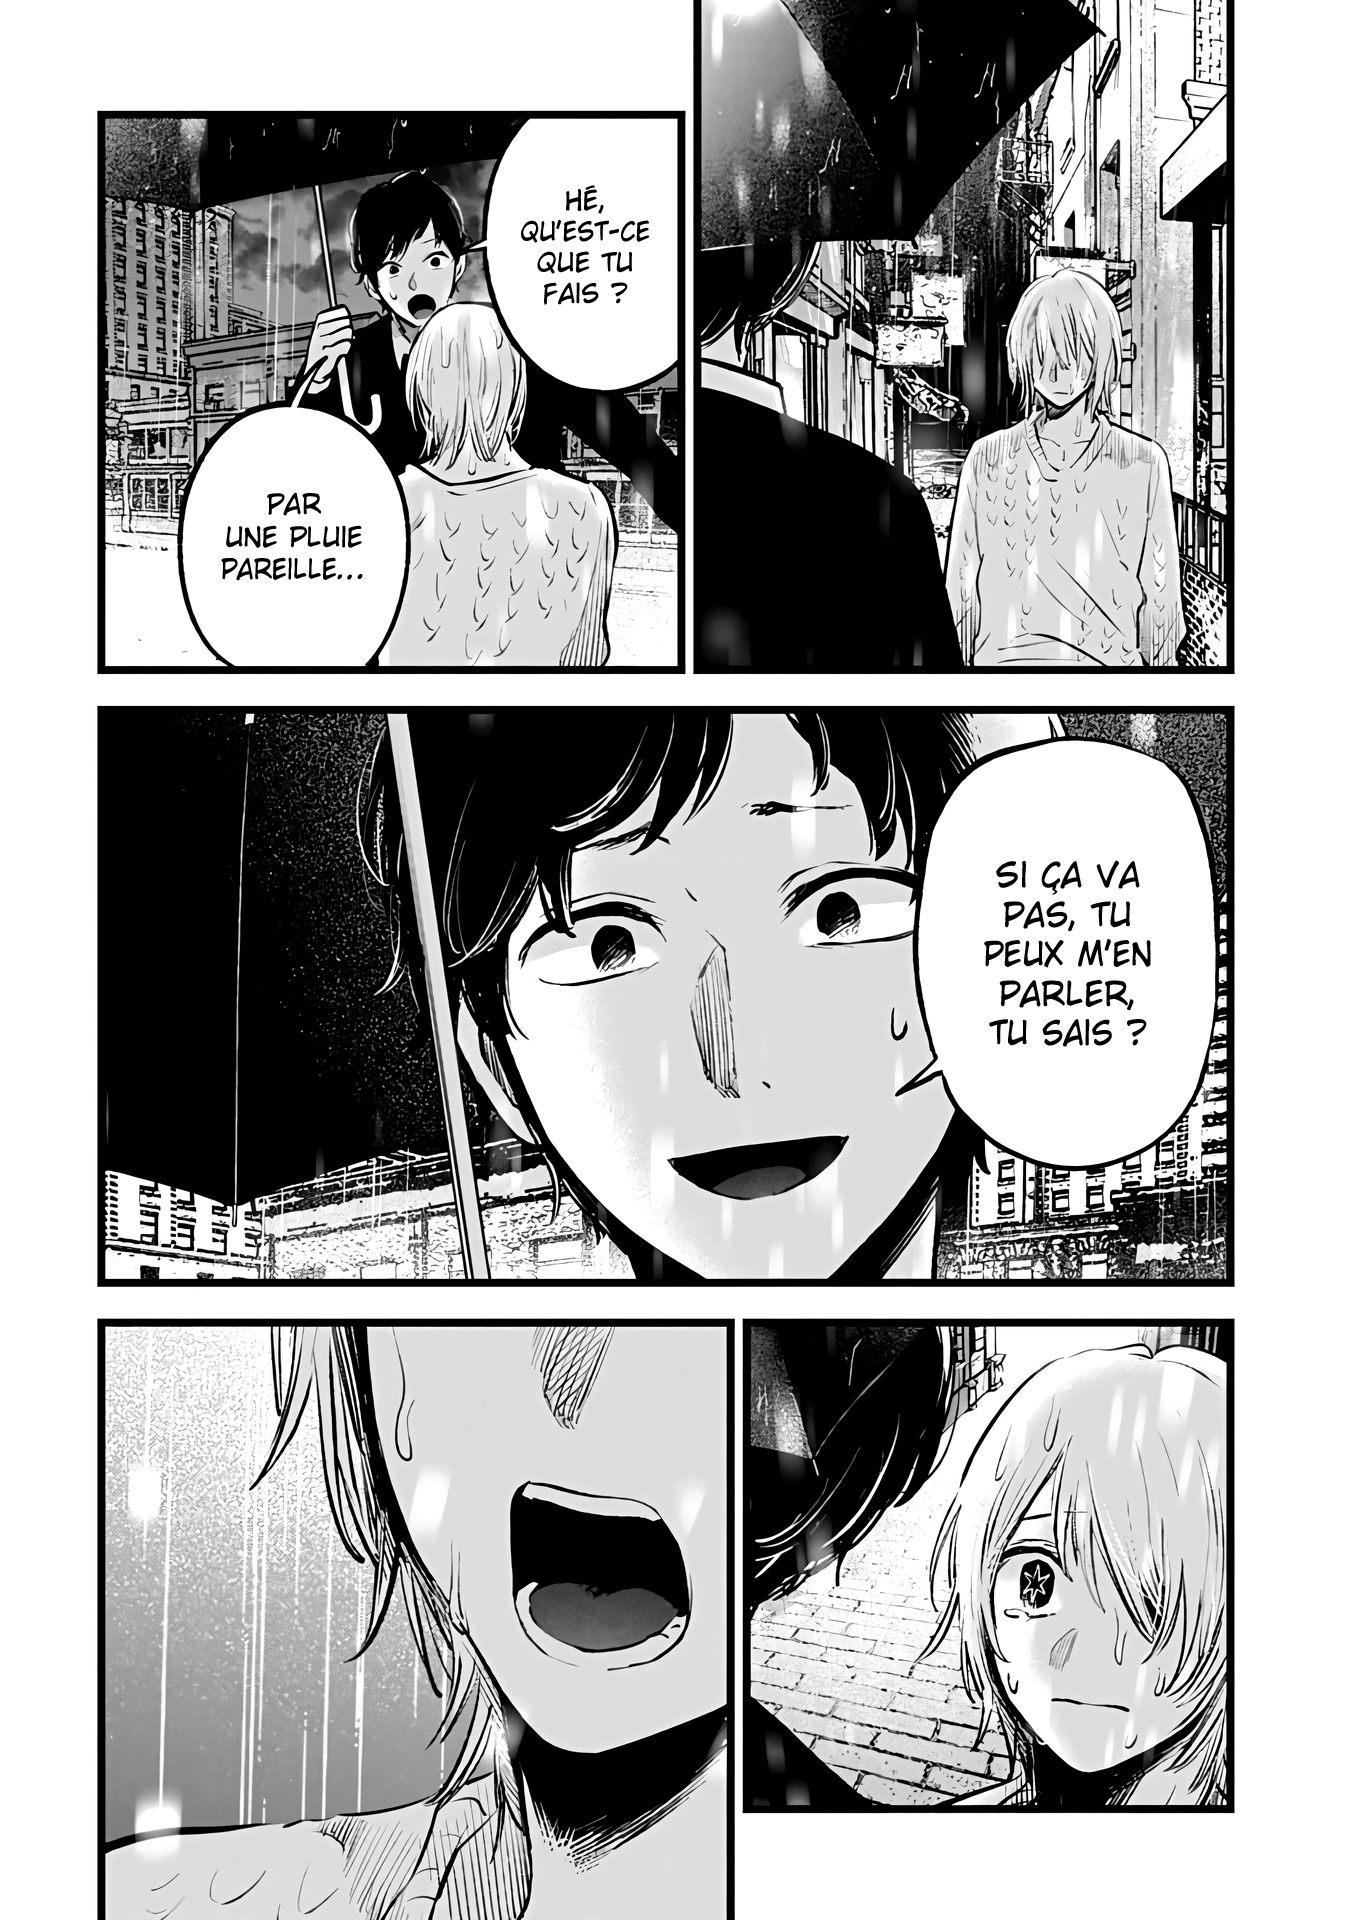 HÉ,
QU'EST-CE
QUE TU
FAIS ?
PAR
UNE PLUIE
PAREILLE...
SI ÇA VA
PAS, TU
PEUX M'EN
PARLER,
TU SAIS ?